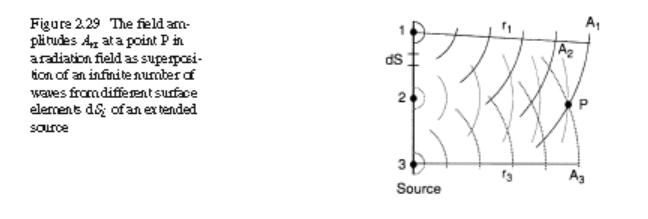 Figure 2.29 The field am-
plitudes Aₙ at a point P in
a radiation field as superposi-
tion of an infinite number of
waves from different surface
elements dSᵢ of an extended
source
1
r₁
A₁
A₂
dS
2
P
3
r₃
A₃
Source